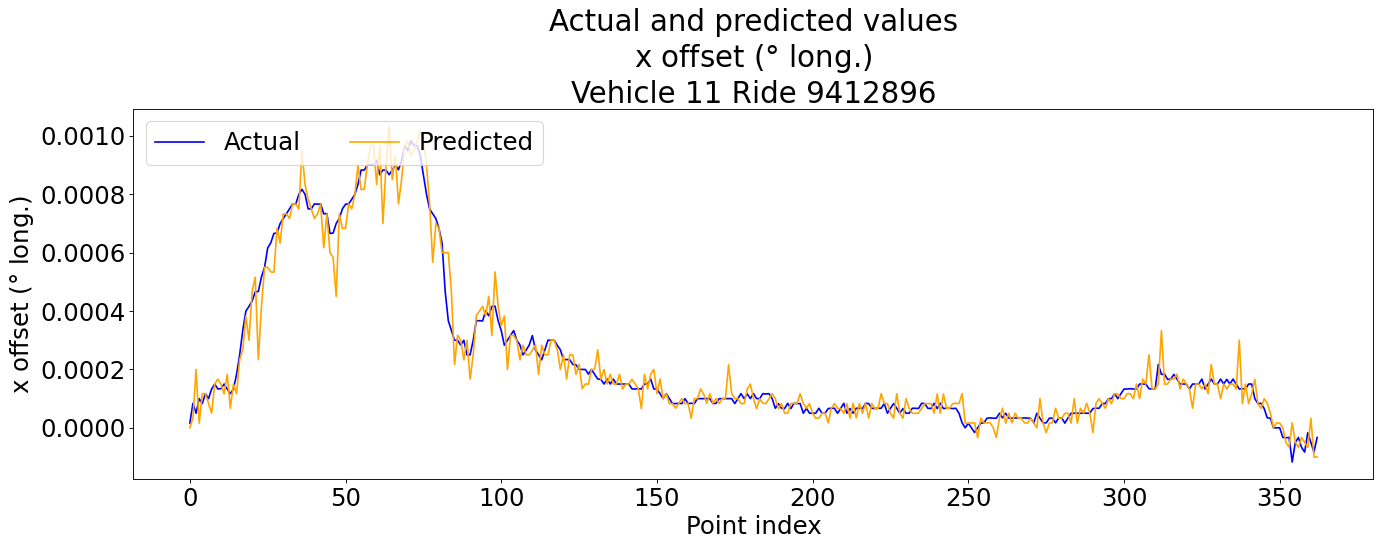 Actual and predicted values
x offset (° long.)
Vehicle 11 Ride 9412896
Actual Predicted
0.0010
0.0008
0.0006
0.0004
0.0002
0.0000
x offset (° long.)
0 50 100 150 200 250 300 350
Point index